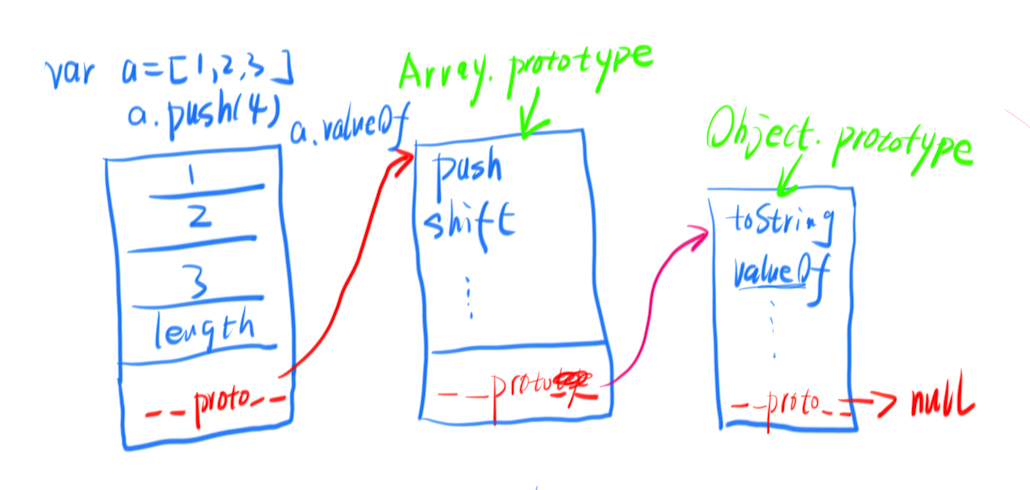 var a=[1,2,3]
a.push(4)
a.valueOf
Array.prototype
Object.prototype
1
2
3
length
__proto__
push
shift
__proto__
toString
valueOf
__proto__
null